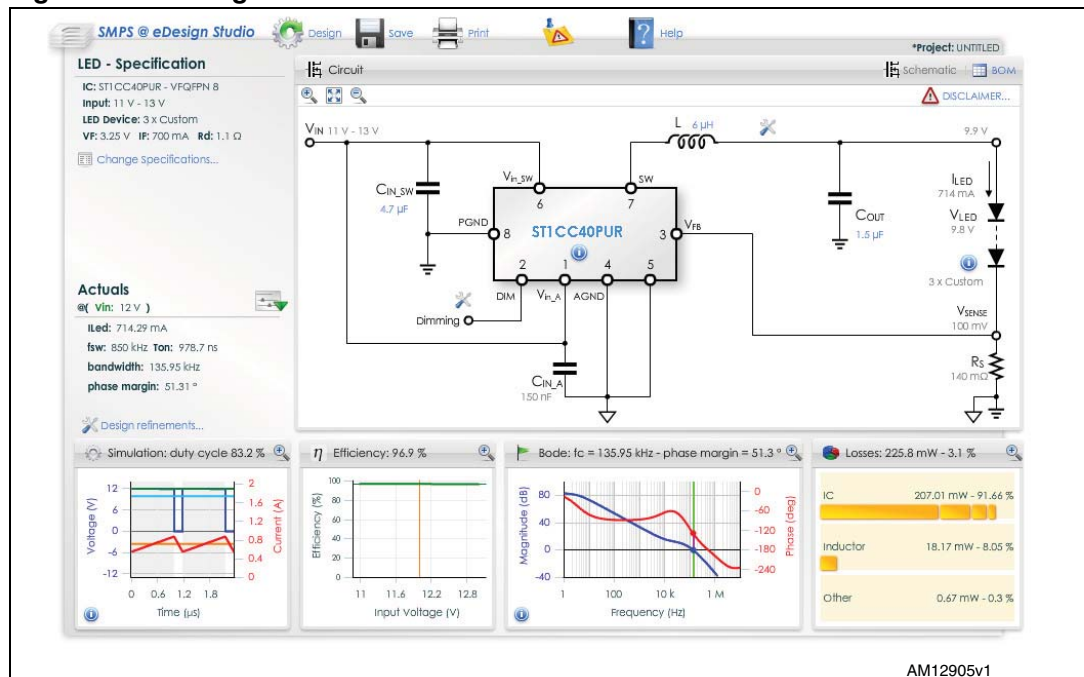 SMPS @ eDesign Studio
Design
Save
Print
Help
*Project: UNTITLED
LED - Specification
IC: ST1CC40PUR - VFQFPN 8
Input: 11 V - 13 V
LED Device: 3 x Custom
VF: 3.25 V IF: 700 mA Rd: 1.1 Ω
Change Specifications...
Circuit
Schematic
BOM
DISCLAIMER...
VIN 11 V - 13 V
L 6 µH
9.9 V
CIN_SW
4.7 µF
Vin_SW
SW
6
7
PGND
8
ST1CC40PUR
3
VFB
2
1
4
5
DIM
Vin_A
AGND
Dimming
CIN_A
150 nF
COUT
1.5 µF
ILED
714 mA
VLED
9.8 V
3 x Custom
VSENSE
100 mV
RS
140 mΩ
Actuals
@( Vin: 12 V )
ILed: 714.29 mA
fsw: 850 kHz Ton: 978.7 ns
bandwidth: 135.95 kHz
phase margin: 51.31 °
Design refinements...
Simulation: duty cycle 83.2 %
12
6
0
-6
-12
Voltage (V)
2
1.6
1.2
0.8
0.4
0
Current (A)
0 0.6 1.2 1.8
Time (µs)
η Efficiency: 96.9 %
100
80
60
40
20
0
Efficiency (%)
11 11.6 12.2 12.8
Input Voltage (V)
Bode: fc = 135.95 kHz - phase margin = 51.3 °
80
40
0
-40
Magnitude (dB)
0
-60
-120
-180
-240
Phase (deg)
1 100 10 k 1 M
Frequency (Hz)
Losses: 225.8 mW - 3.1 %
IC 207.01 mW - 91.66 %
Inductor 18.17 mW - 8.05 %
Other 0.67 mW - 0.3 %
AM12905v1